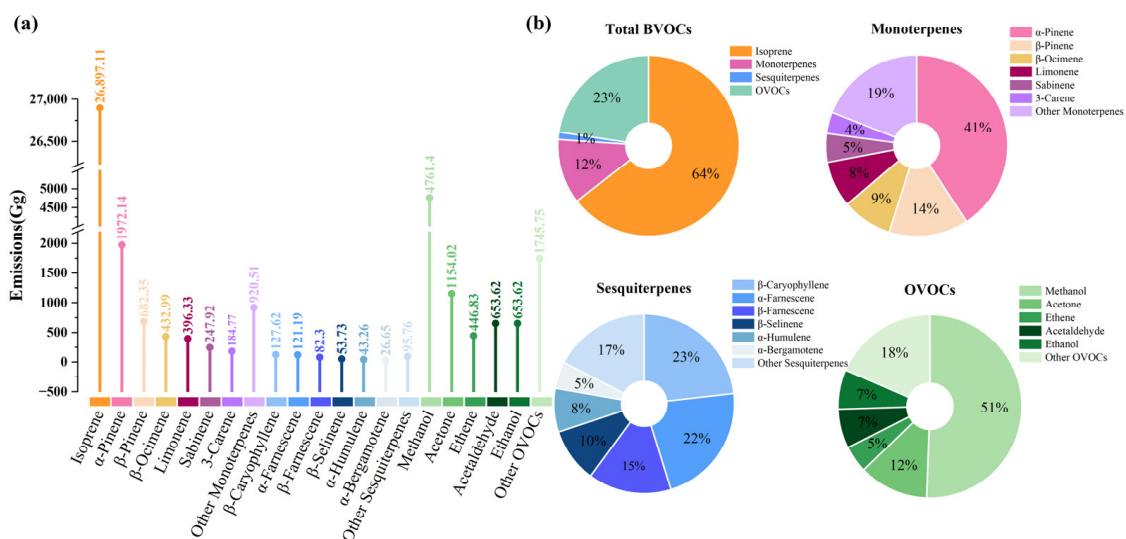 (a)
Emissions(Gg)
27,000
26,500
5000
4000
2000
1500
1000
500
0
−500
26,897.11
1972.14
682.35
432.99
396.33
247.92
184.77
920.51
127.62
121.19
82.3
53.73
43.26
26.65
95.76
4761.4
1154.02
446.83
653.62
653.62
1745.75
Isoprene
α-Pinene
β-Pinene
β-Ocimene
Limonene
Sabinene
3-Carene
Other Monoterpenes
β-Caryophyllene
α-Farnescene
β-Farnescene
β-Selinene
α-Humulene
α-Bergamotene
Other Sesquiterpenes
Methanol
Acetone
Ethene
Acetaldehyde
Ethanol
Other OVOCs
(b)
Total BVOCs
Isoprene
Monoterpenes
Sesquiterpenes
OVOCs
23%
1%
12%
64%
Monoterpenes
α-Pinene
β-Pinene
β-Ocimene
Limonene
Sabinene
3-Carene
Other Monoterpenes
19%
4%
5%
8%
9%
14%
41%
Sesquiterpenes
β-Caryophyllene
α-Farnescene
β-Farnescene
β-Selinene
α-Humulene
α-Bergamotene
Other Sesquiterpenes
17%
5%
8%
10%
15%
22%
23%
OVOCs
Methanol
Acetone
Ethene
Acetaldehyde
Ethanol
Other OVOCs
18%
7%
7%
5%
12%
51%